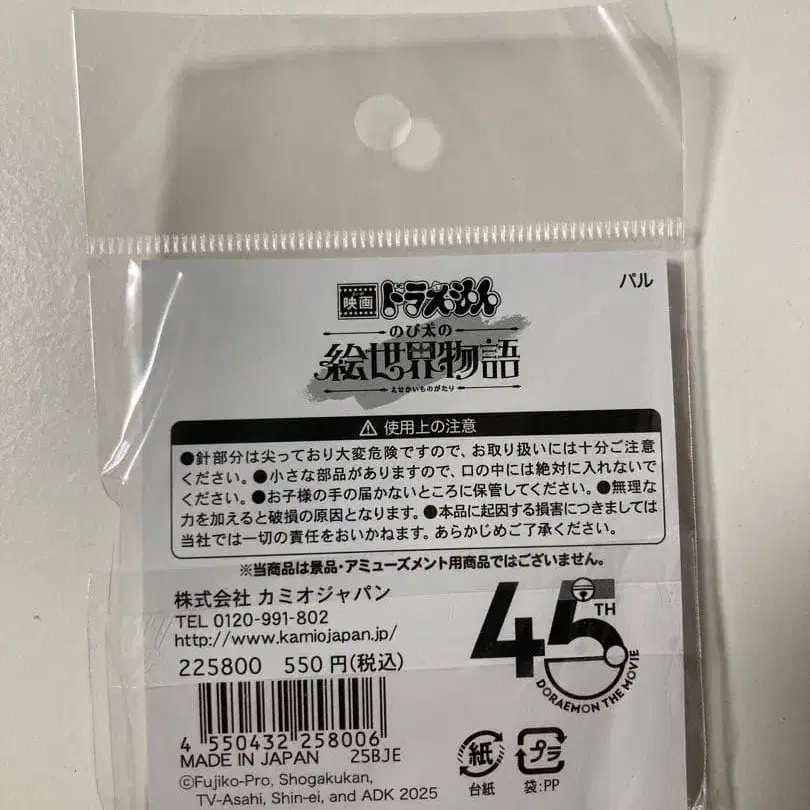 パル
映画ドラえもん
のび太の
絵世界物語
えせかいものがたり
⚠ 使用上の注意
●針部分は尖っており大変危険ですので、お取り扱いには十分ご注意
ください。●小さな部品がありますので、口の中には絶対に入れないで
ください。●お子様の手の届かないところに保管してください。●無理な
力を加えると破損の原因となります。●本品に起因する損害につきましては
当社では一切の責任をおいかねます。あらかじめご了承ください。
※当商品は景品・アミューズメント用商品ではございません。
株式会社 カミオジャパン
TEL 0120-991-802
http://www.kamiojapan.jp/
225800 550円(税込)
45TH
DORAEMON THE MOVIE
4 550432 258006
MADE IN JAPAN 25BJE
©Fujiko-Pro, Shogakukan,
TV-Asahi, Shin-ei, and ADK 2025
紙
台紙
プラ
袋:PP